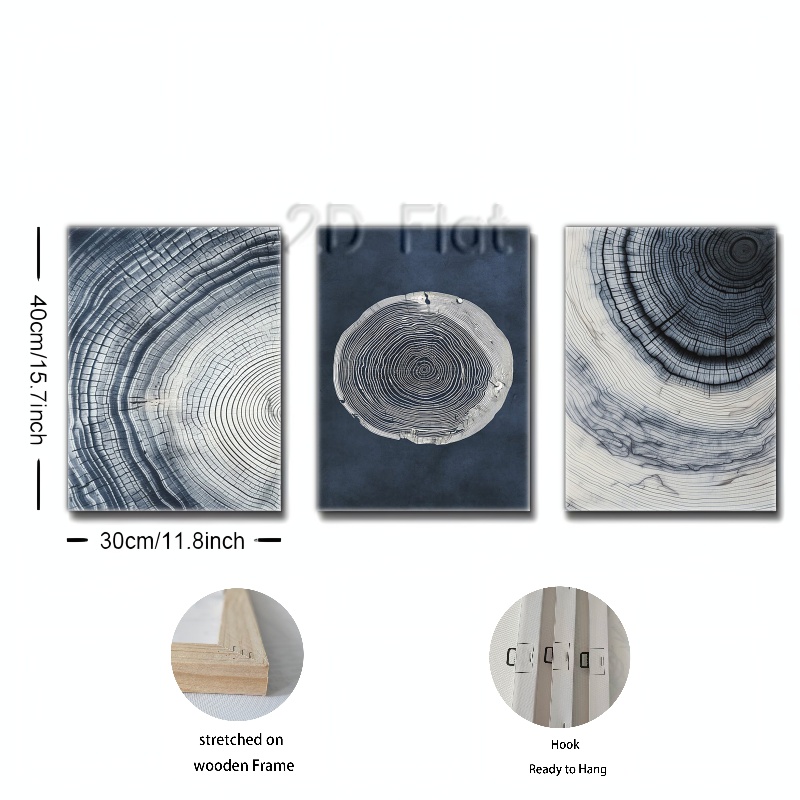 2D Flat
40cm/15.7inch
30cm/11.8inch
stretched on
wooden Frame
Hook
Ready to Hang